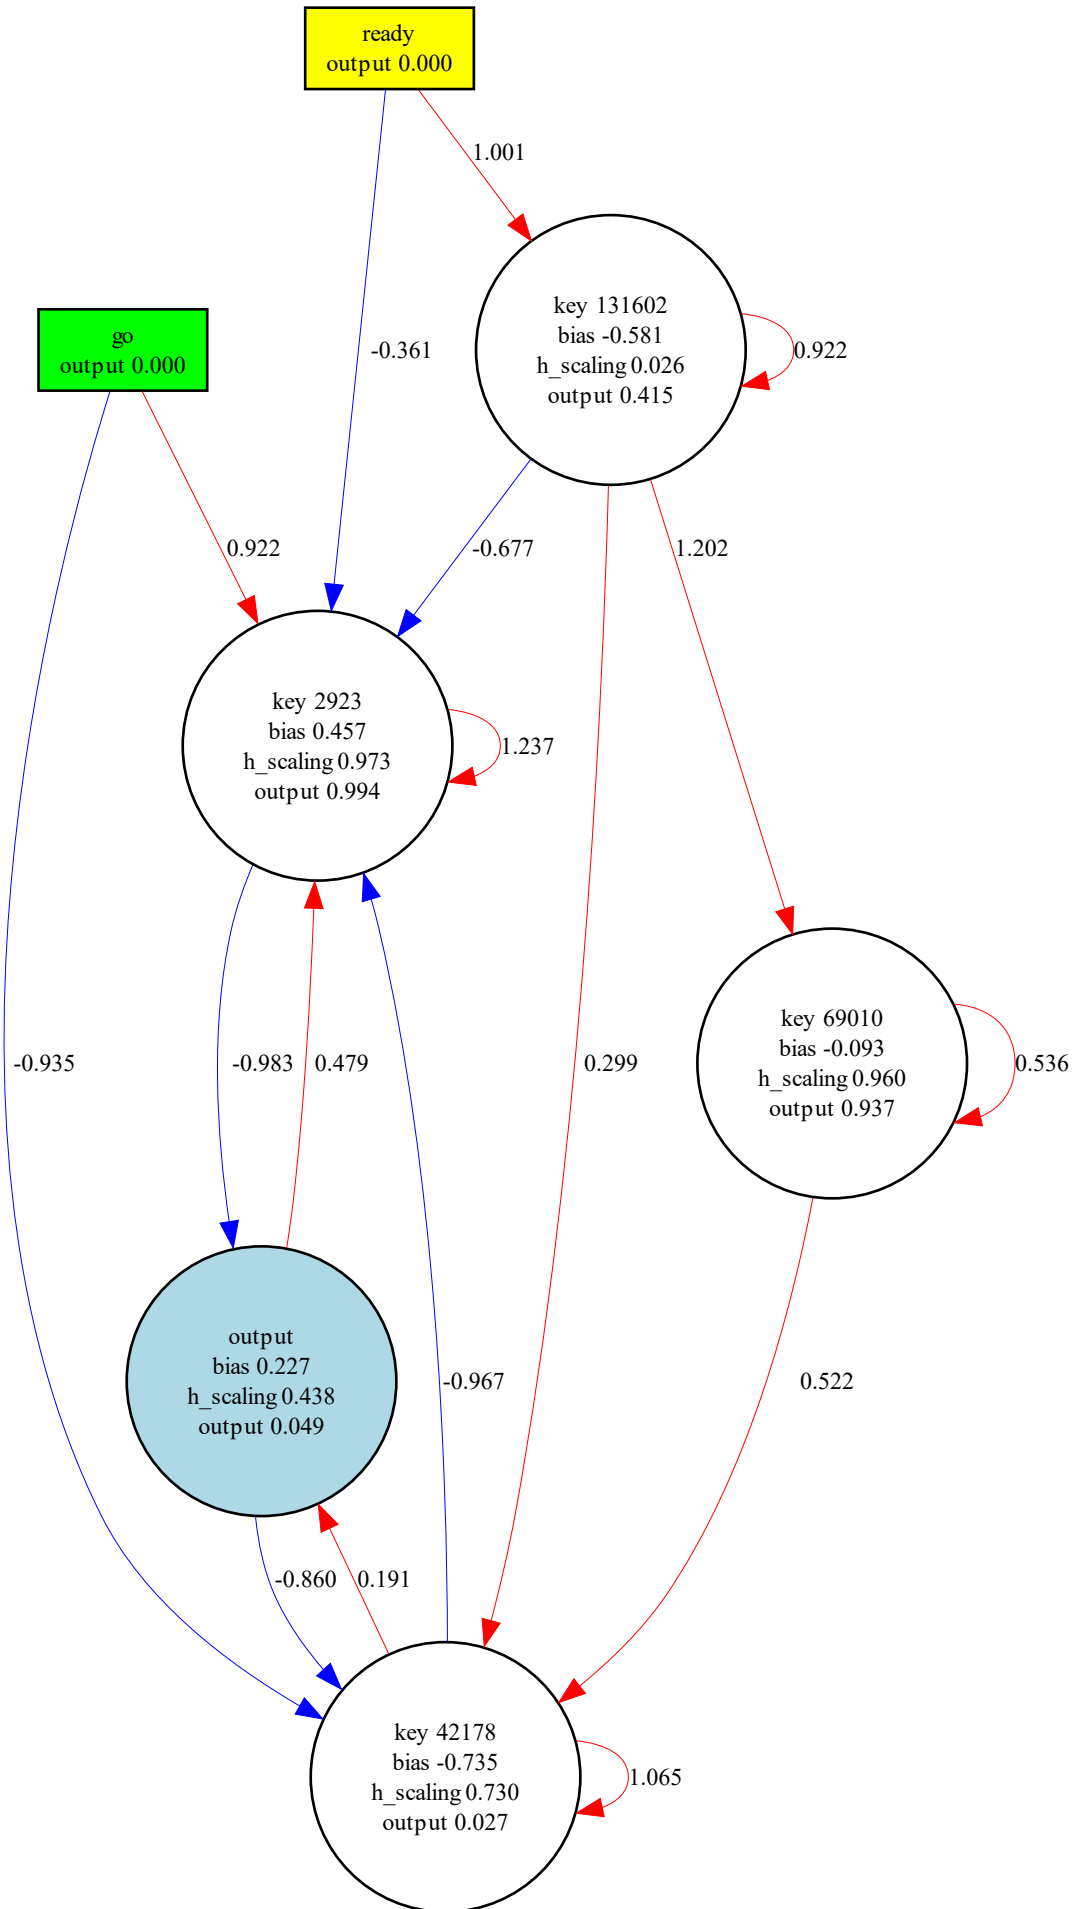 ready
output 0.000
1.001
key 131602
bias -0.581
h_scaling 0.026
output 0.415
0.922
go
output 0.000
-0.361
0.922
-0.677
1.202
key 2923
bias 0.457
h_scaling 0.973
output 0.994
1.237
key 69010
bias -0.093
h_scaling 0.960
output 0.937
0.536
-0.935
-0.983
0.479
0.299
output
bias 0.227
h_scaling 0.438
output 0.049
-0.967
0.522
-0.860
0.191
key 42178
bias -0.735
h_scaling 0.730
output 0.027
1.065